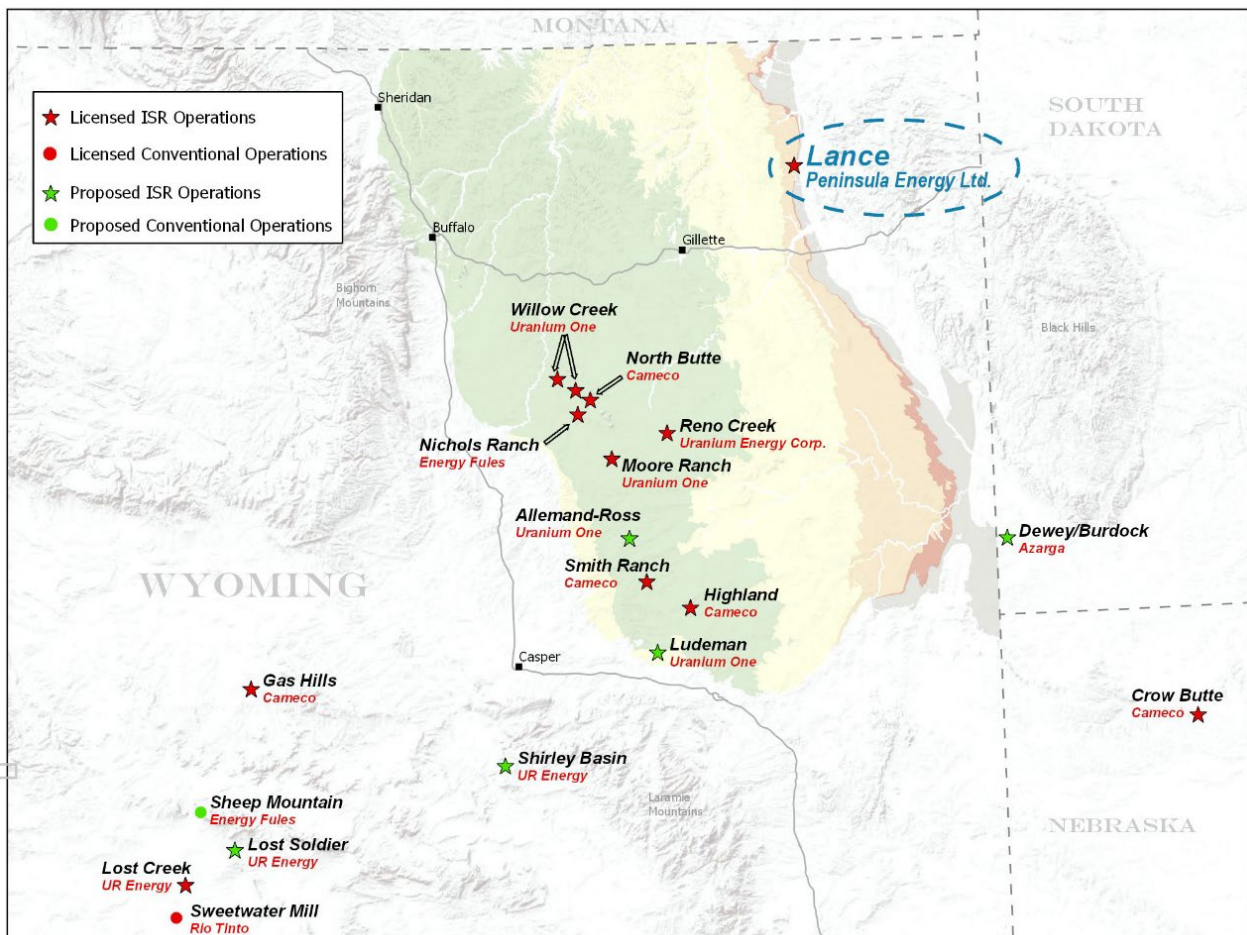 MONTANA
Sheridan
Licensed ISR Operations
Licensed Conventional Operations
Proposed ISR Operations
Proposed Conventional Operations
SOUTH
DAKOTA
Lance
Peninsula Energy Ltd.
Buffalo
Gillette
Bighorn
Mountains
Black Hills
Willow Creek
Uranium One
North Butte
Cameco
Nichols Ranch
Energy Fules
Reno Creek
Uranium Energy Corp.
Moore Ranch
Uranium One
Allemand-Ross
Uranium One
Dewey/Burdock
Azarga
WYOMING
Smith Ranch
Cameco
Highland
Cameco
Ludeman
Uranium One
Casper
Gas Hills
Cameco
Crow Butte
Cameco
Shirley Basin
UR Energy
Laramie
Mountains
Sheep Mountain
Energy Fules
NEBRASKA
Lost Soldier
UR Energy
Lost Creek
UR Energy
Sweetwater Mill
Rio Tinto